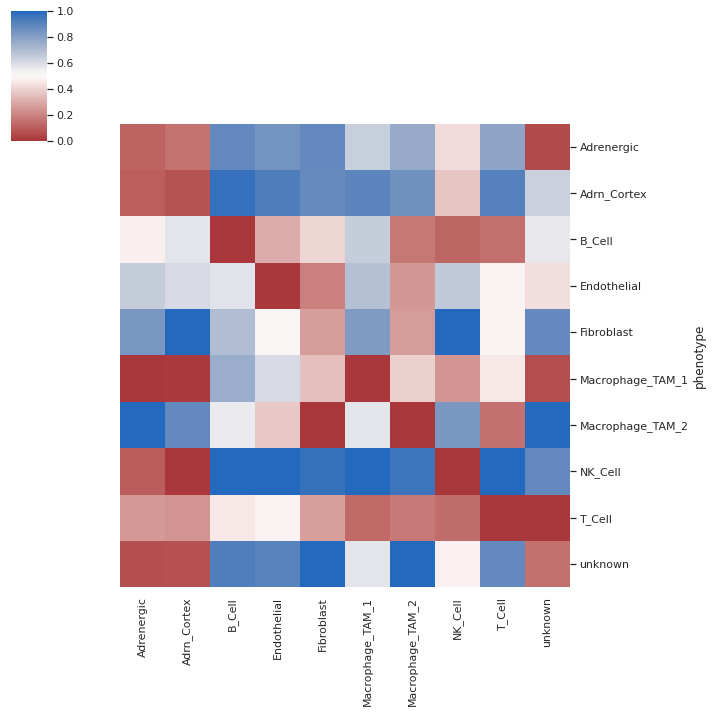 1.0
0.8
0.6
0.4
0.2
0.0
Adrenergic
Adrn_Cortex
B_Cell
Endothelial
Fibroblast
Macrophage_TAM_1
Macrophage_TAM_2
NK_Cell
T_Cell
unknown
phenotype
Adrenergic
Adrn_Cortex
B_Cell
Endothelial
Fibroblast
Macrophage_TAM_1
Macrophage_TAM_2
NK_Cell
T_Cell
unknown